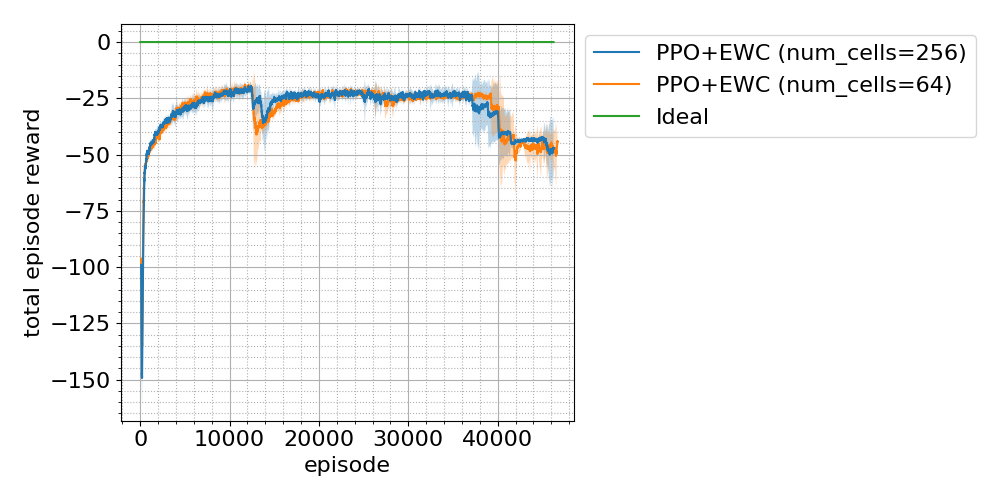 0
−25
−50
−75
−100
−125
−150
total episode reward
0 10000 20000 30000 40000
episode
PPO+EWC (num_cells=256)
PPO+EWC (num_cells=64)
Ideal